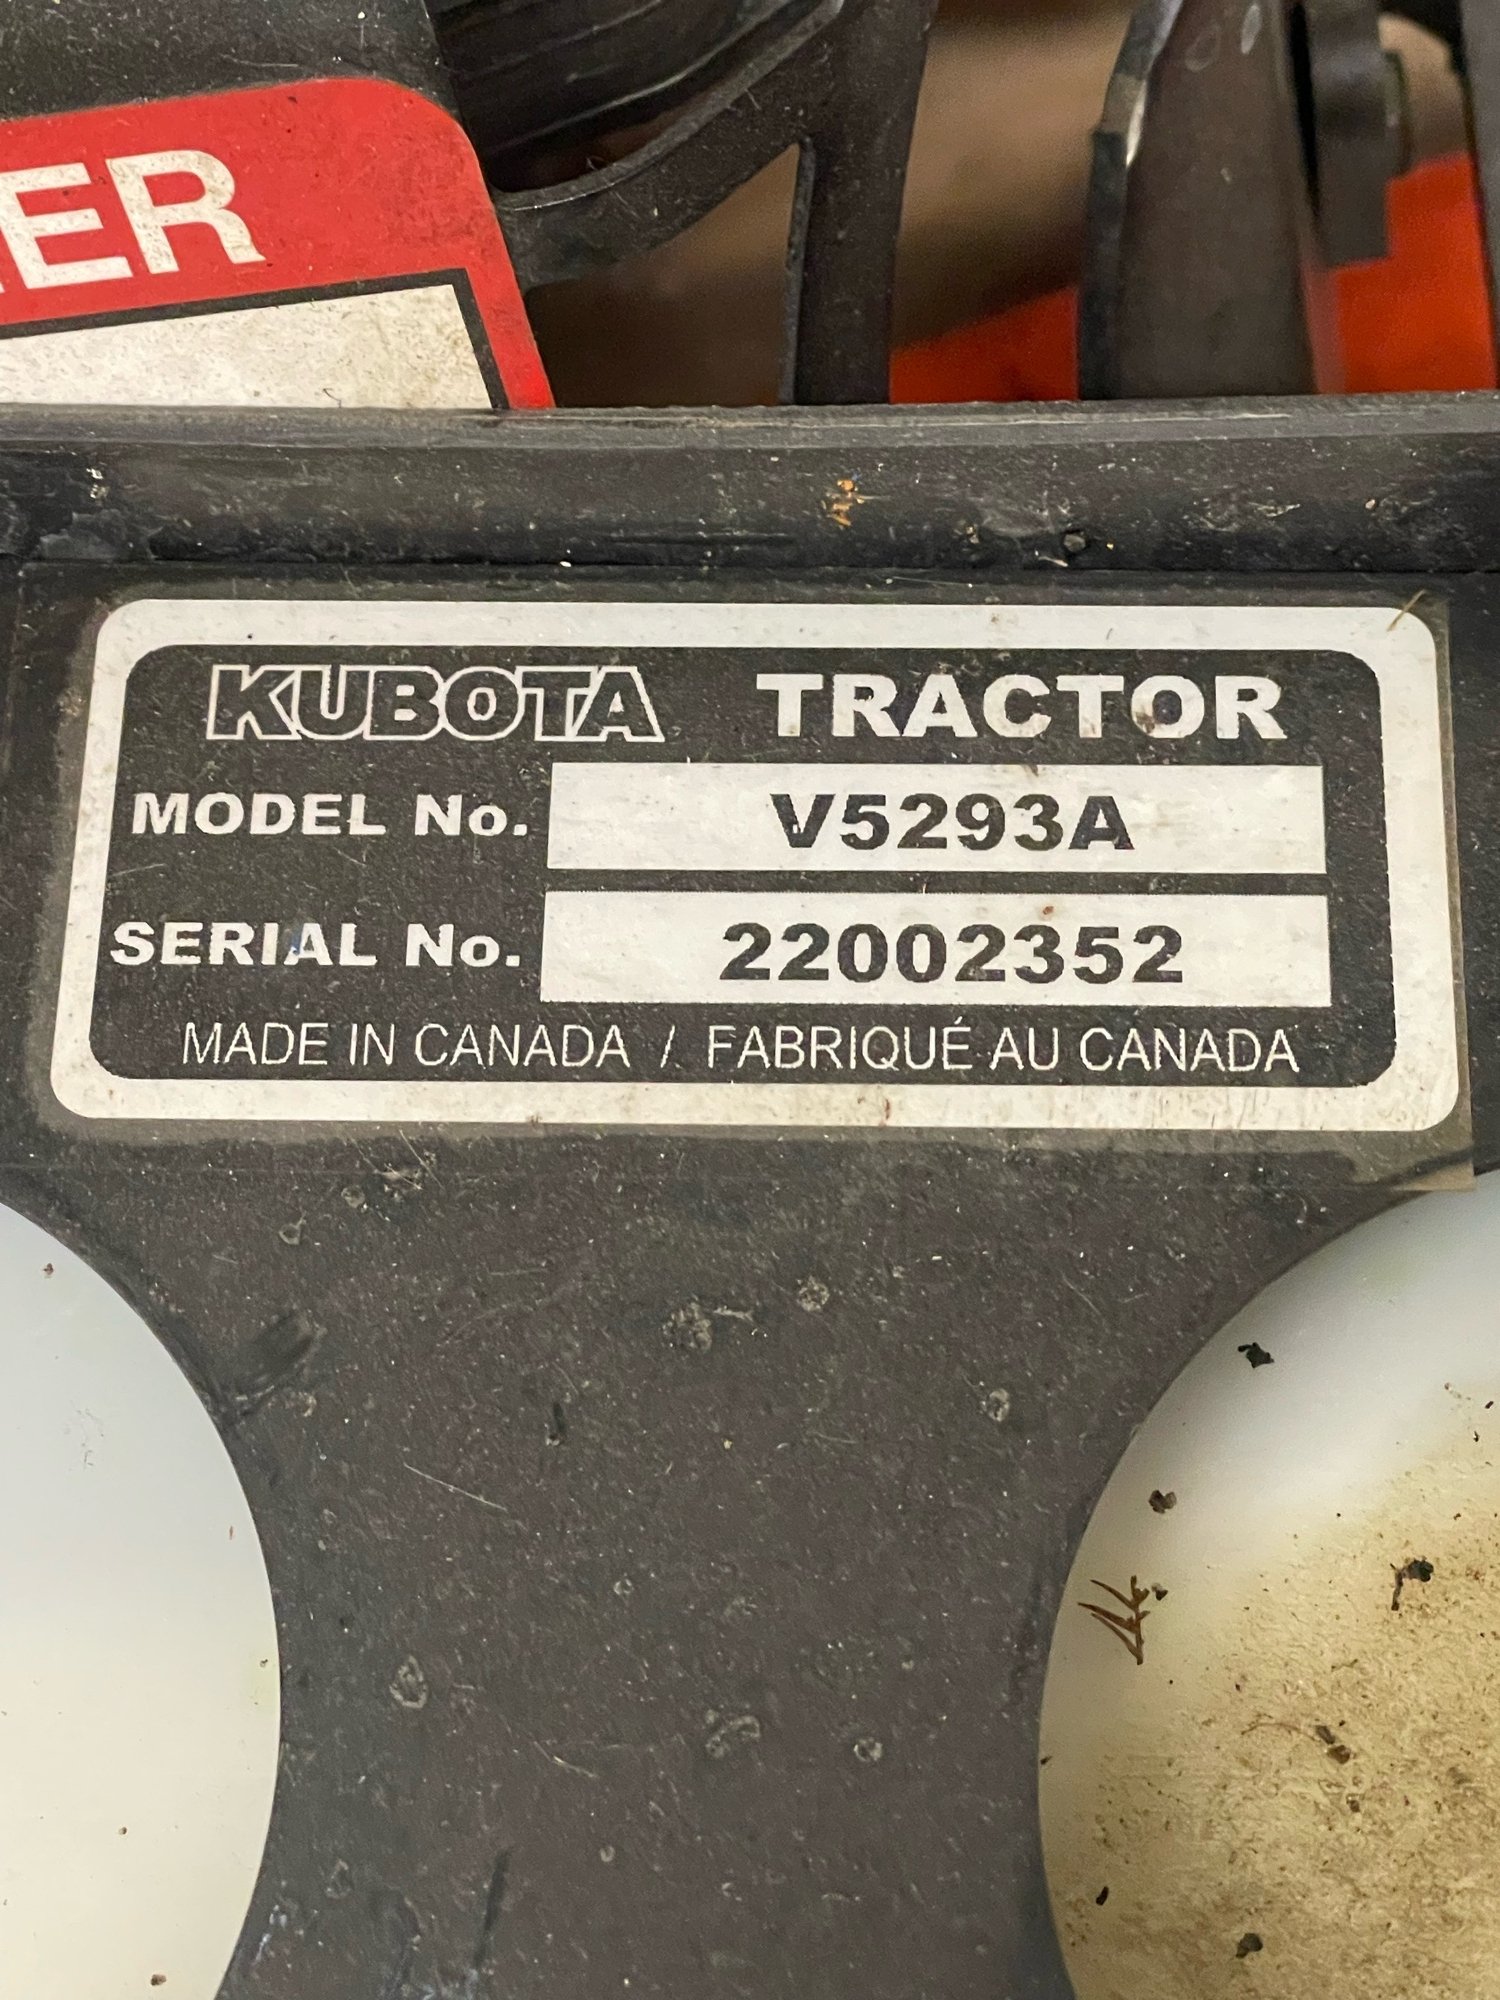 ER
KUBOTA TRACTOR
MODEL No. V5293A
SERIAL No. 22002352
MADE IN CANADA / FABRIQUÉ AU CANADA